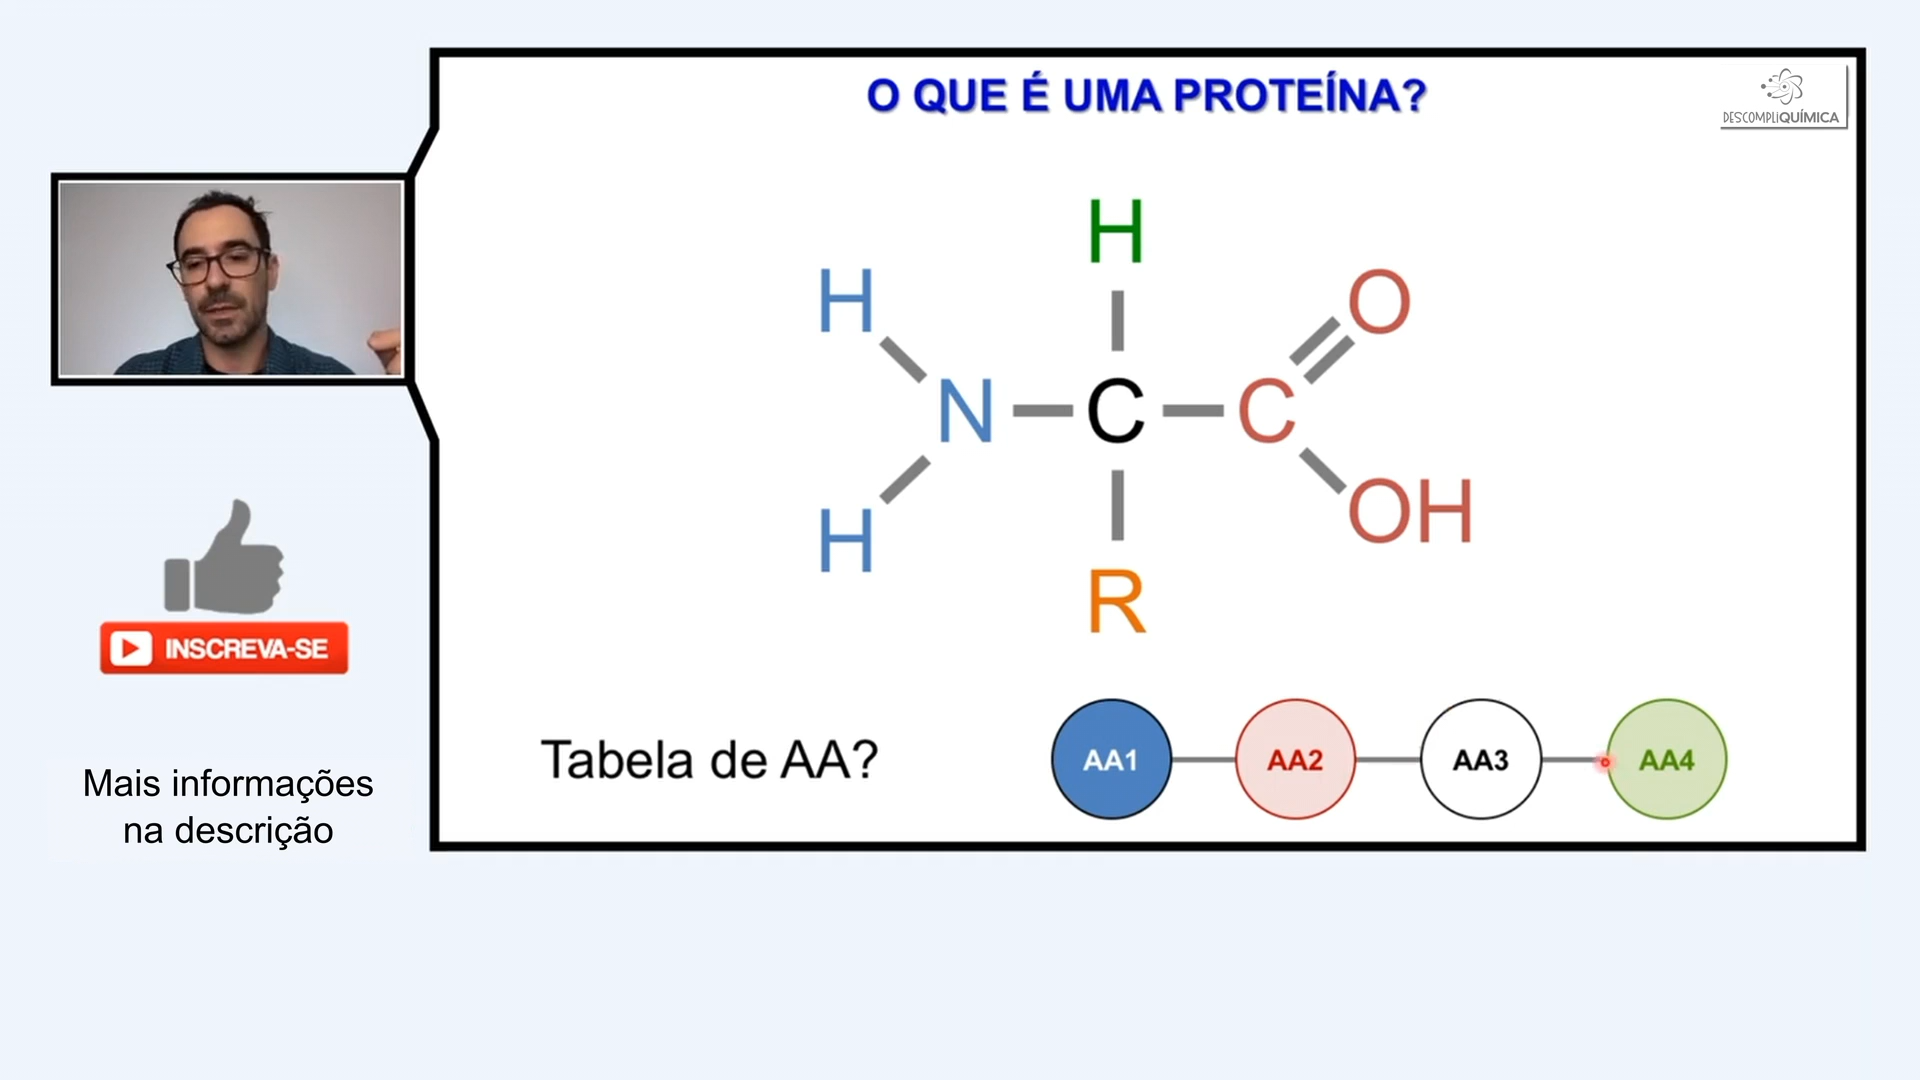 O QUE É UMA PROTEÍNA?
DESCOMPLIQUÍMICA
H
H
O
N
C
C
H
OH
R
INSCREVA-SE
Tabela de AA?
AA1
AA2
AA3
AA4
Mais informações
na descrição